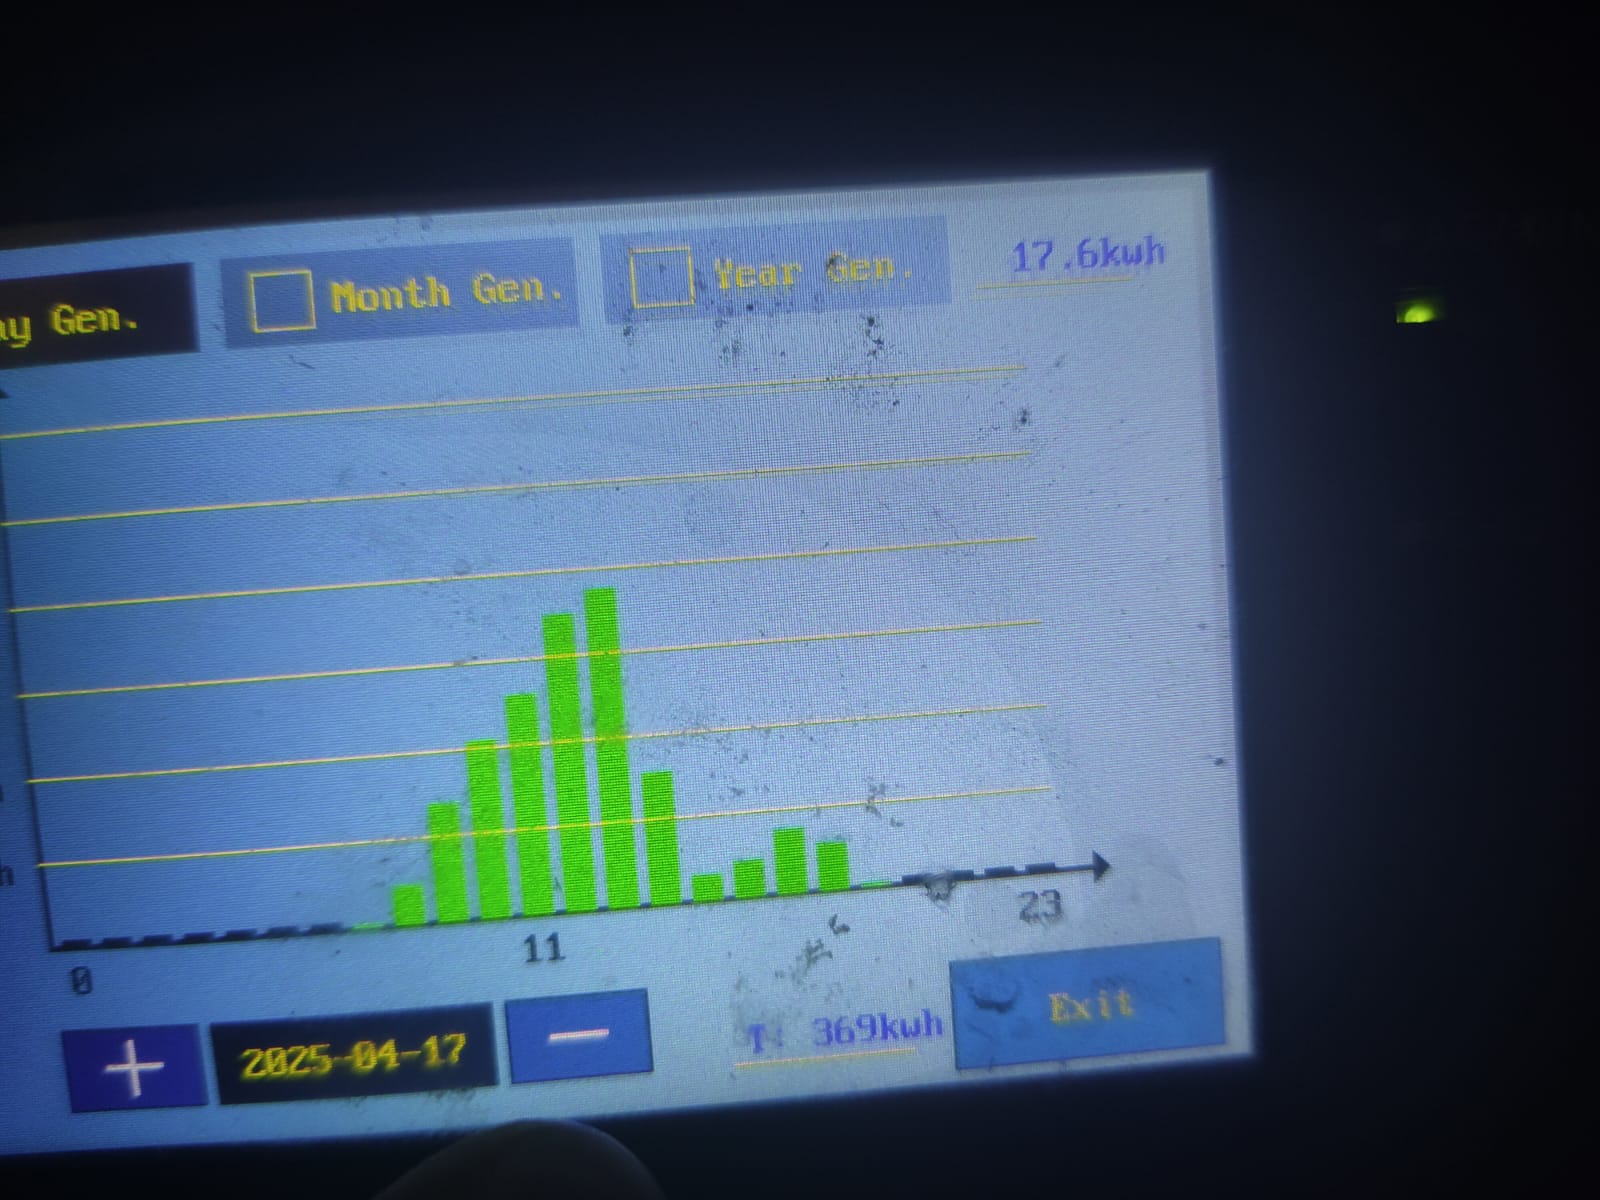 ay Gen.
Month Gen.
Year Gen.
17.6kwh
h
0
11
23
+
2025-04-17
—
T: 369kwh
Exit